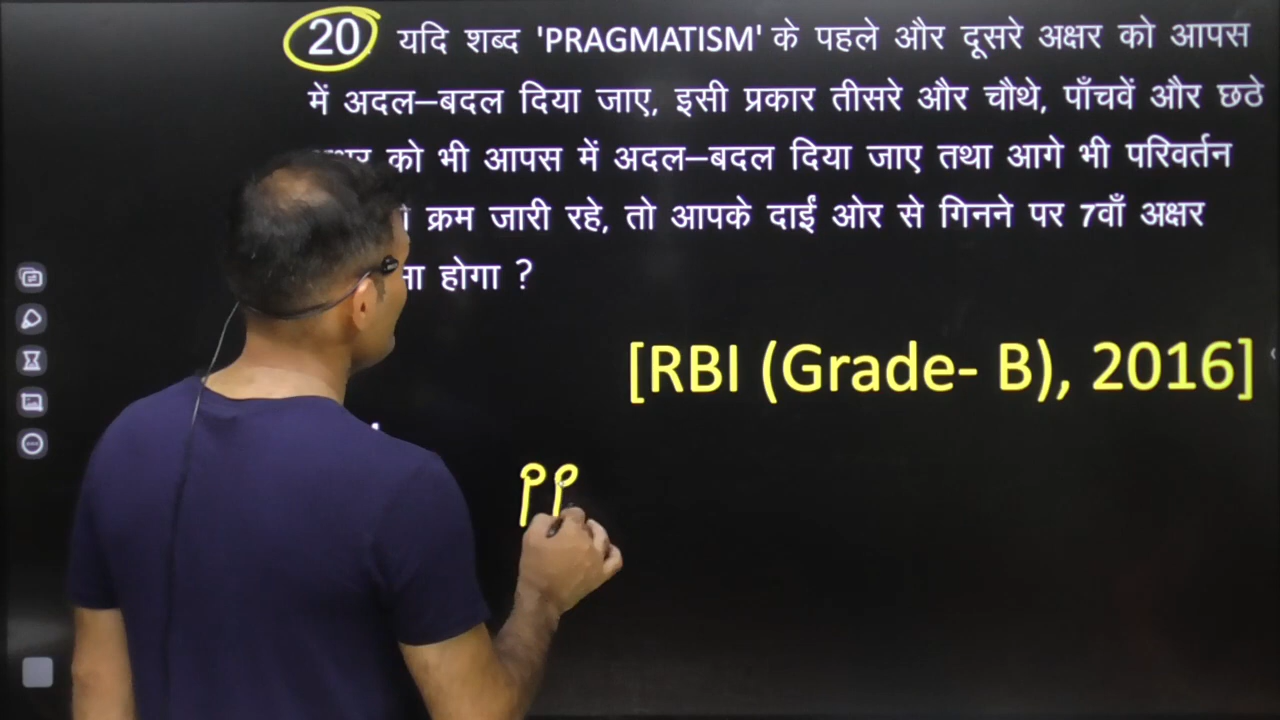 20 यदि शब्द 'PRAGMATISM' के पहले और दूसरे अक्षर को आपस
में अदल–बदल दिया जाए, इसी प्रकार तीसरे और चौथे, पाँचवें और छठे
को भी आपस में अदल–बदल दिया जाए तथा आगे भी परिवर्तन
क्रम जारी रहे, तो आपके दाईं ओर से गिनने पर 7वाँ अक्षर
होगा ?
[RBI (Grade- B), 2016]
PP